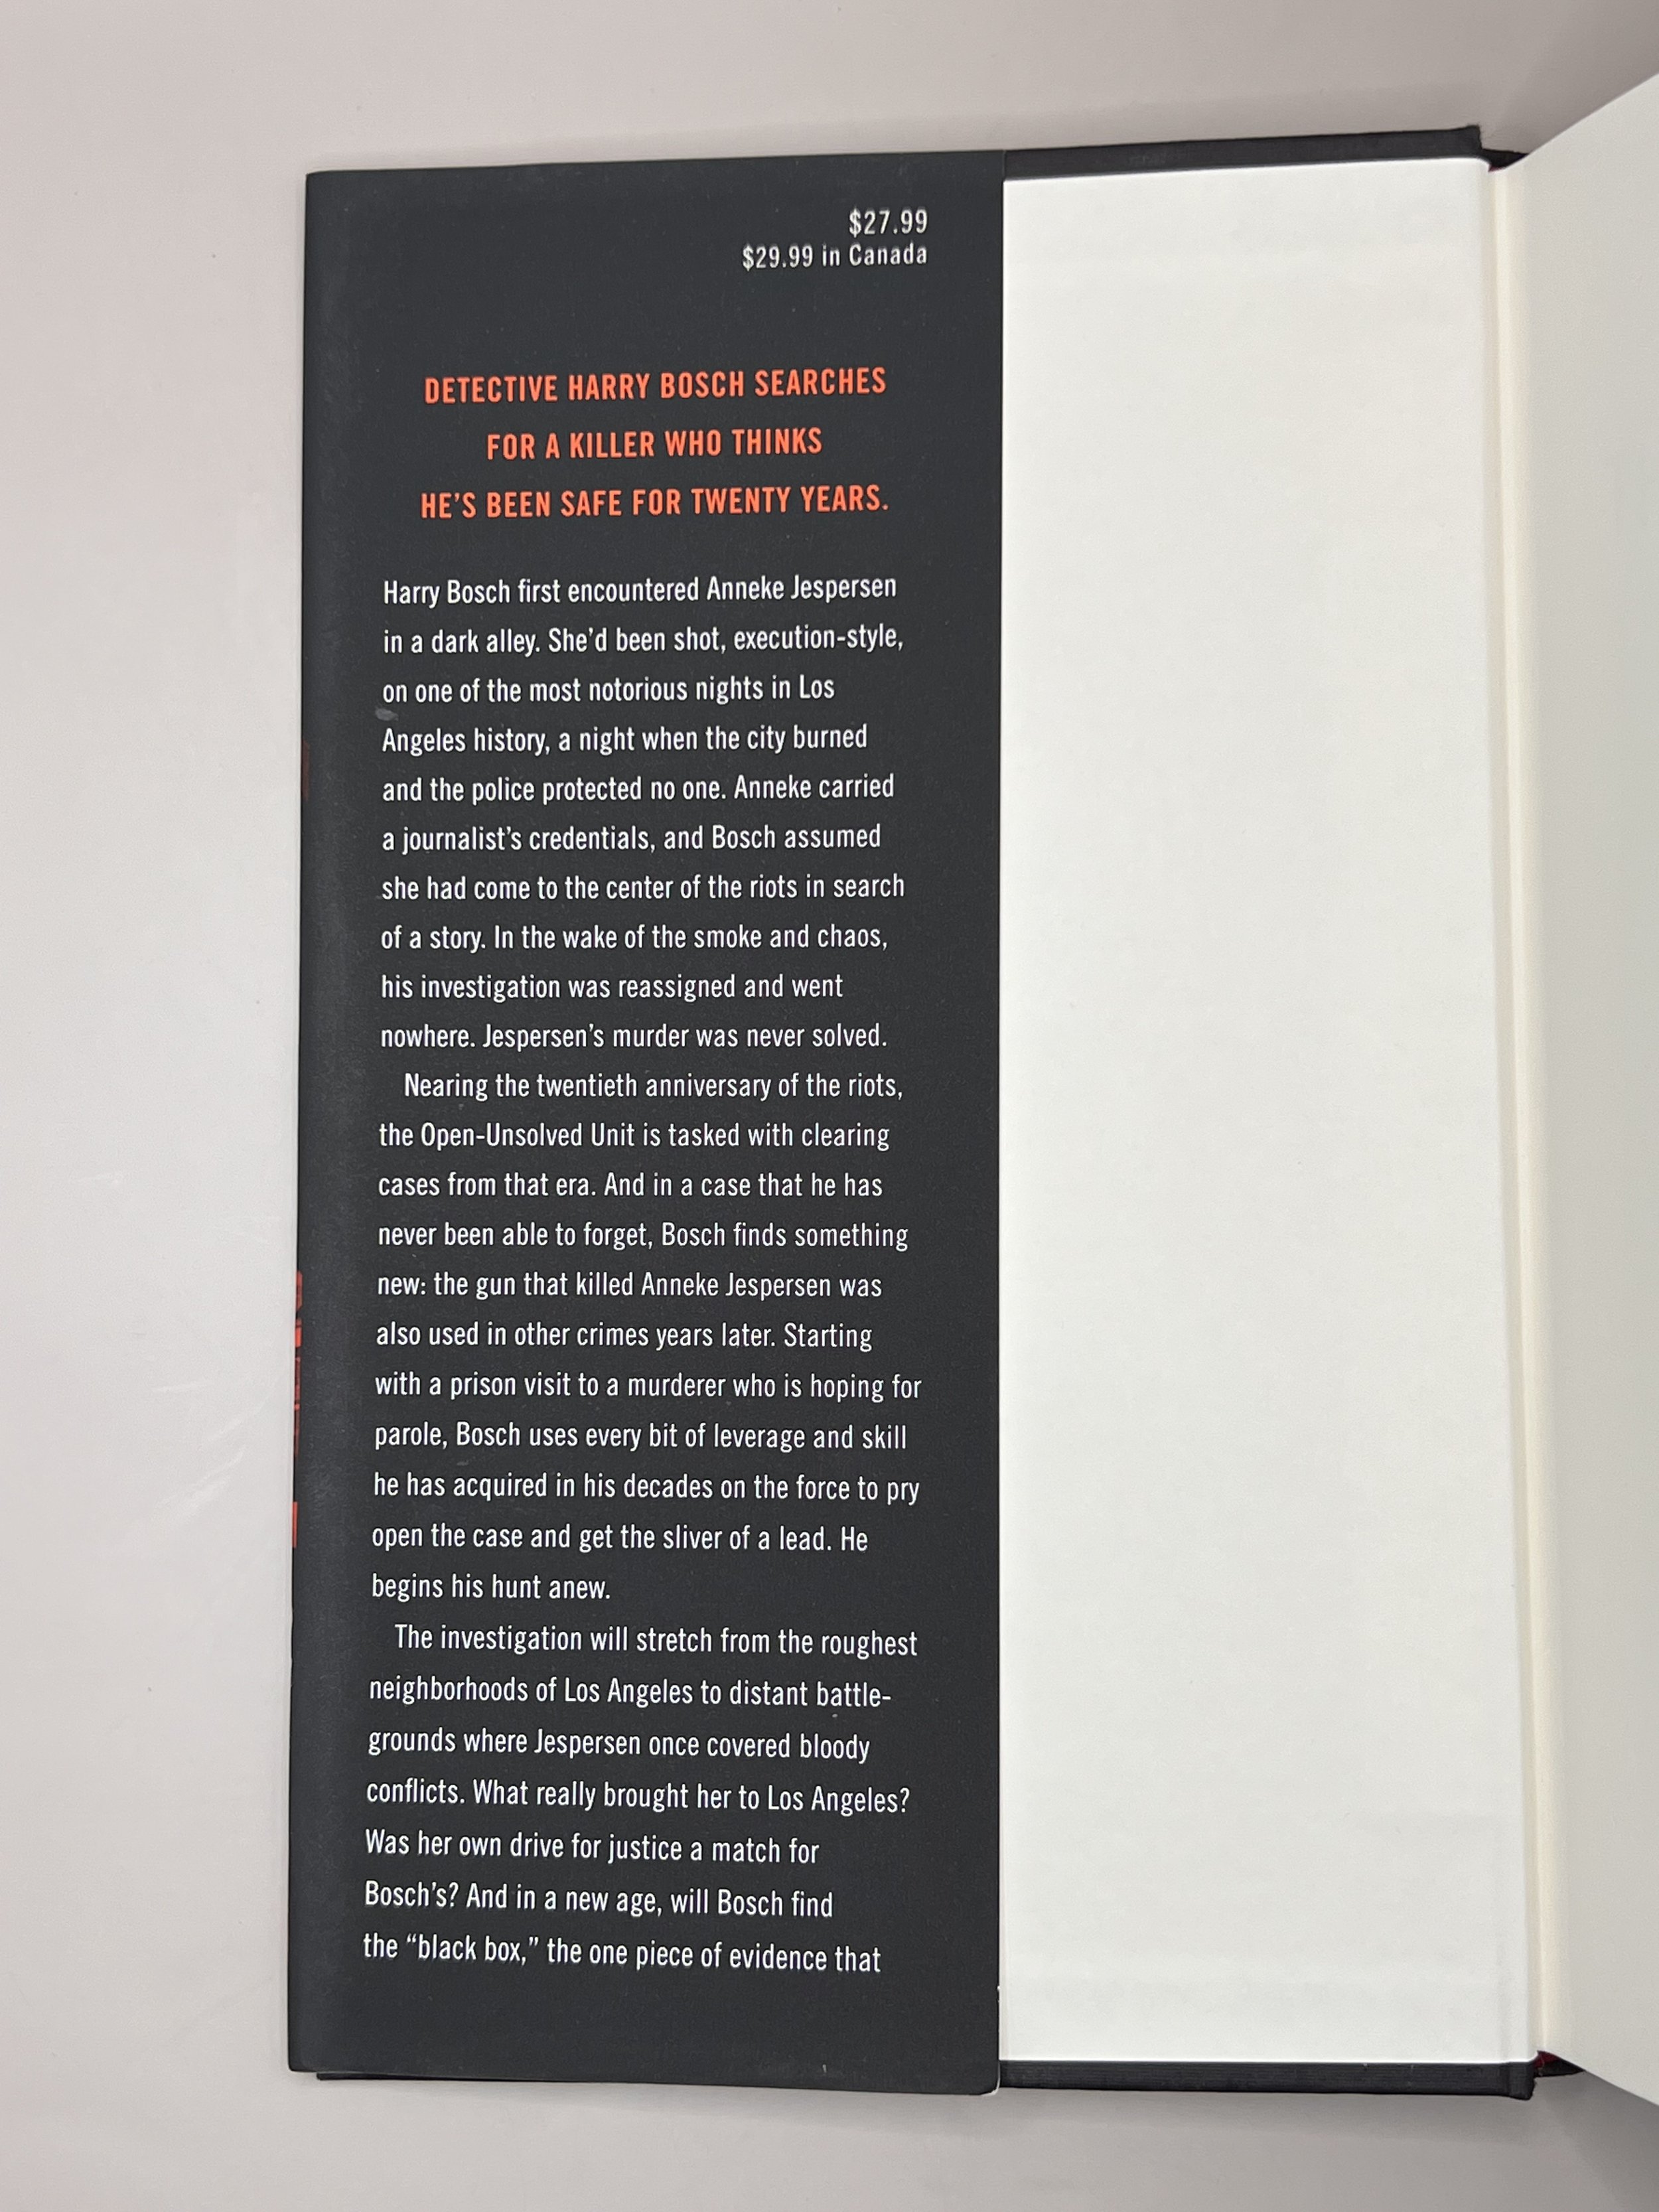 $27.99
$29.99 in Canada
DETECTIVE HARRY BOSCH SEARCHES
FOR A KILLER WHO THINKS
HE’S BEEN SAFE FOR TWENTY YEARS.
Harry Bosch first encountered Anneke Jespersen
in a dark alley. She’d been shot, execution-style,
on one of the most notorious nights in Los
Angeles history, a night when the city burned
and the police protected no one. Anneke carried
a journalist’s credentials, and Bosch assumed
she had come to the center of the riots in search
of a story. In the wake of the smoke and chaos,
his investigation was reassigned and went
nowhere. Jespersen’s murder was never solved.
Nearing the twentieth anniversary of the riots,
the Open-Unsolved Unit is tasked with clearing
cases from that era. And in a case that he has
never been able to forget, Bosch finds something
new: the gun that killed Anneke Jespersen was
also used in other crimes years later. Starting
with a prison visit to a murderer who is hoping for
parole, Bosch uses every bit of leverage and skill
he has acquired in his decades on the force to pry
open the case and get the sliver of a lead. He
begins his hunt anew.
The investigation will stretch from the roughest
neighborhoods of Los Angeles to distant battle-
grounds where Jespersen once covered bloody
conflicts. What really brought her to Los Angeles?
Was her own drive for justice a match for
Bosch’s? And in a new age, will Bosch find
the “black box,” the one piece of evidence that